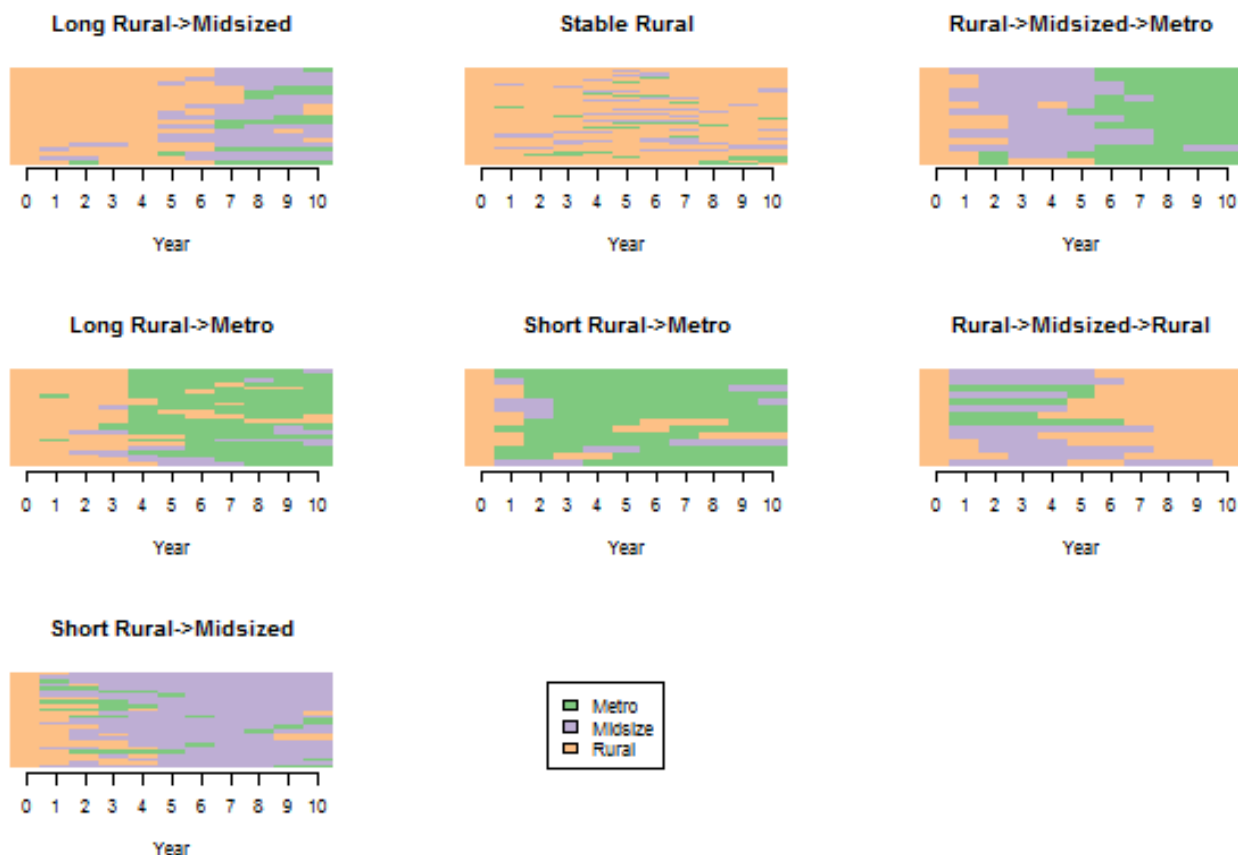 Long Rural->Midsized
Stable Rural
Rural->Midsized->Metro
0 1 2 3 4 5 6 7 8 9 10
0 1 2 3 4 5 6 7 8 9 10
0 1 2 3 4 5 6 7 8 9 10
Year
Year
Year
Long Rural->Metro
Short Rural->Metro
Rural->Midsized->Rural
0 1 2 3 4 5 6 7 8 9 10
0 1 2 3 4 5 6 7 8 9 10
0 1 2 3 4 5 6 7 8 9 10
Year
Year
Year
Short Rural->Midsized
Metro
Midsize
Rural
0 1 2 3 4 5 6 7 8 9 10
Year